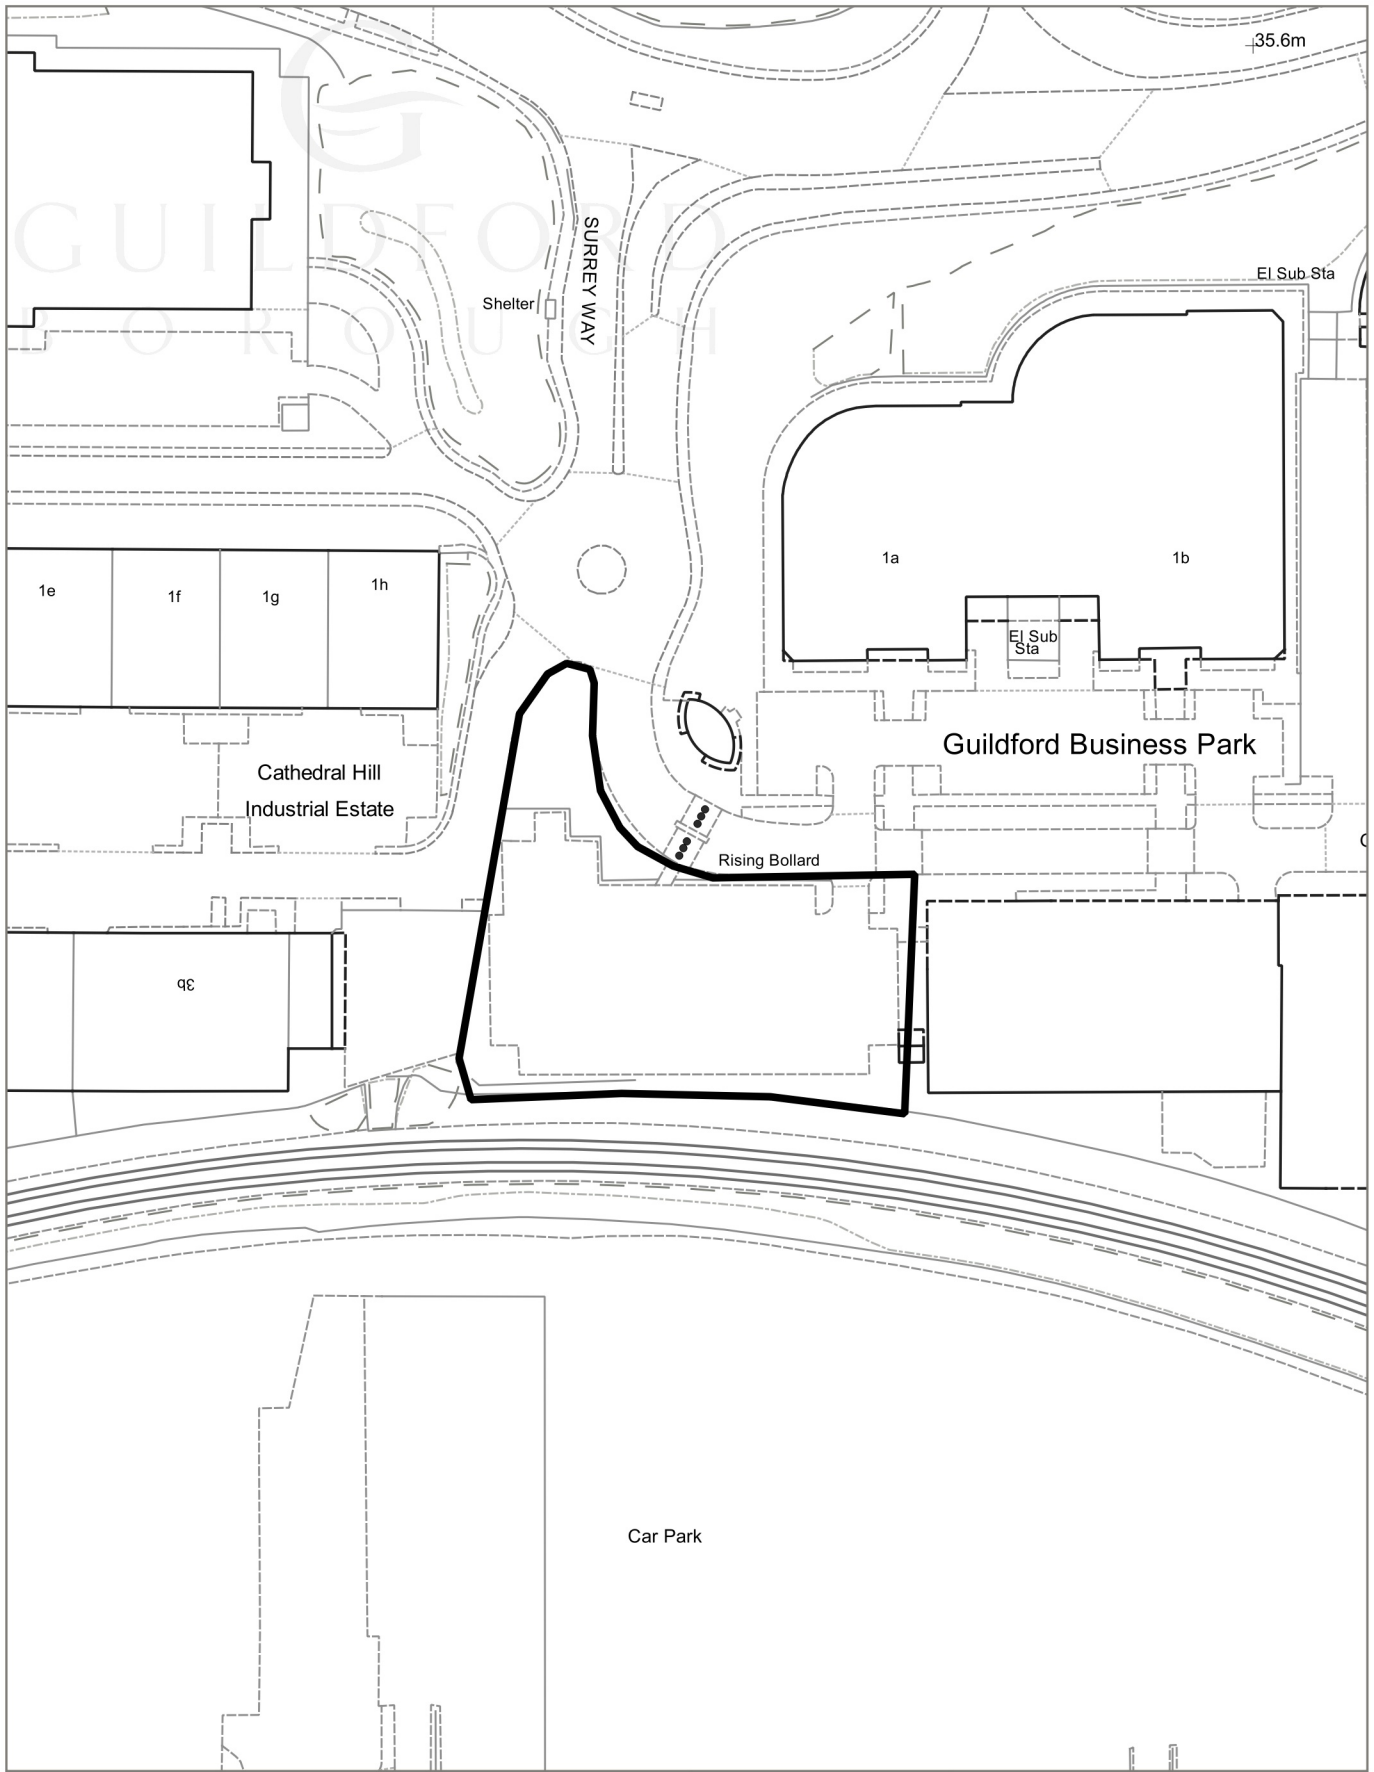 35.6m
GUILDFORD
BOROUGH
SURREY WAY
El Sub Sta
Shelter
1a
1b
1e
1f
1g
1h
El Sub
Sta
Guildford Business Park
Cathedral Hill
Industrial Estate
Rising Bollard
3b
Car Park